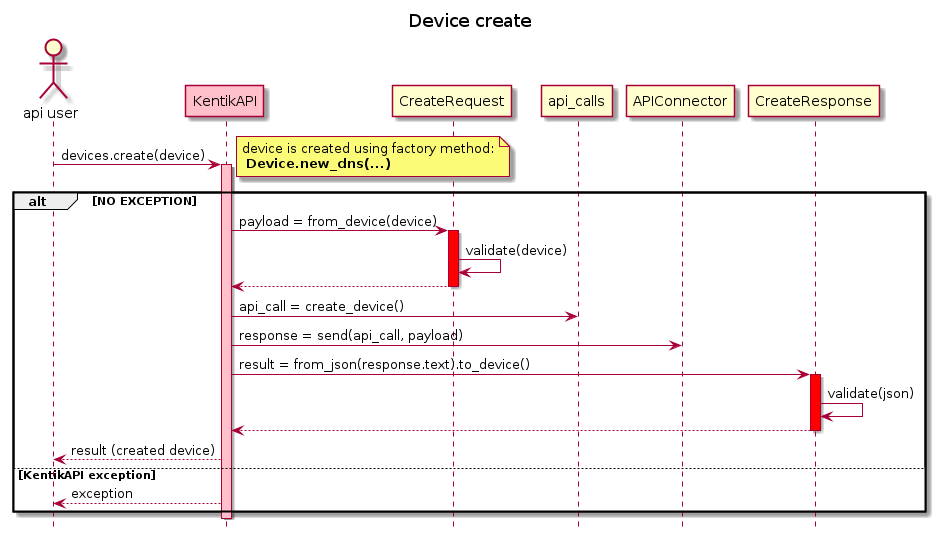 Device create
api user
KentikAPI
CreateRequest
api_calls
APIConnector
CreateResponse
devices.create(device)
device is created using factory method:
Device.new_dns(...)
alt
[NO EXCEPTION]
payload = from_device(device)
validate(device)
api_call = create_device()
response = send(api_call, payload)
result = from_json(response.text).to_device()
validate(json)
result (created device)
[KentikAPI exception]
exception